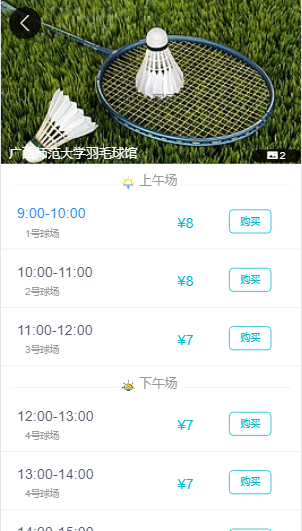 广西师范大学羽毛球馆
2
上午场
9:00-10:00
¥8
购买
1号球场
10:00-11:00
¥8
购买
2号球场
11:00-12:00
¥7
购买
3号球场
下午场
12:00-13:00
¥7
购买
4号球场
13:00-14:00
¥7
购买
4号球场
14:00-15:00